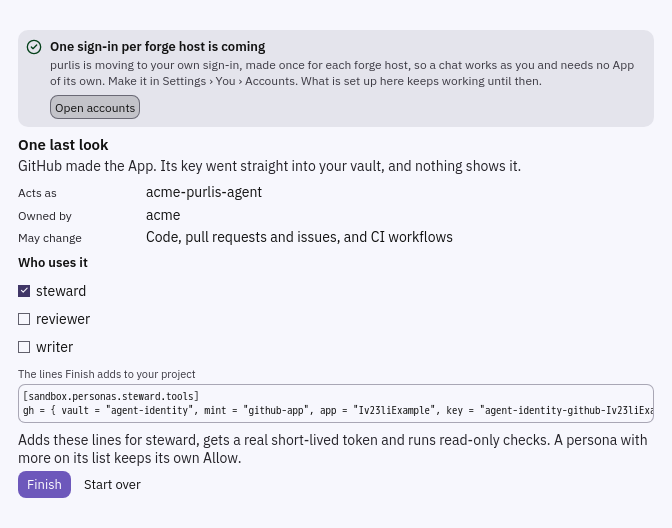 One sign-in per forge host is coming
purlis is moving to your own sign-in, made once for each forge host, so a chat works as you and needs no App
of its own. Make it in Settings › You › Accounts. What is set up here keeps working until then.
Open accounts
One last look
GitHub made the App. Its key went straight into your vault, and nothing shows it.
Acts as acme-purlis-agent
Owned by acme
May change Code, pull requests and issues, and CI workflows
Who uses it
steward
reviewer
writer
The lines Finish adds to your project
[sandbox.personas.steward.tools]
gh = { vault = "agent-identity", mint = "github-app", app = "Iv23liExample", key = "agent-identity-github-Iv23liExa
Adds these lines for steward, gets a real short-lived token and runs read-only checks. A persona with
more on its list keeps its own Allow.
Finish Start over